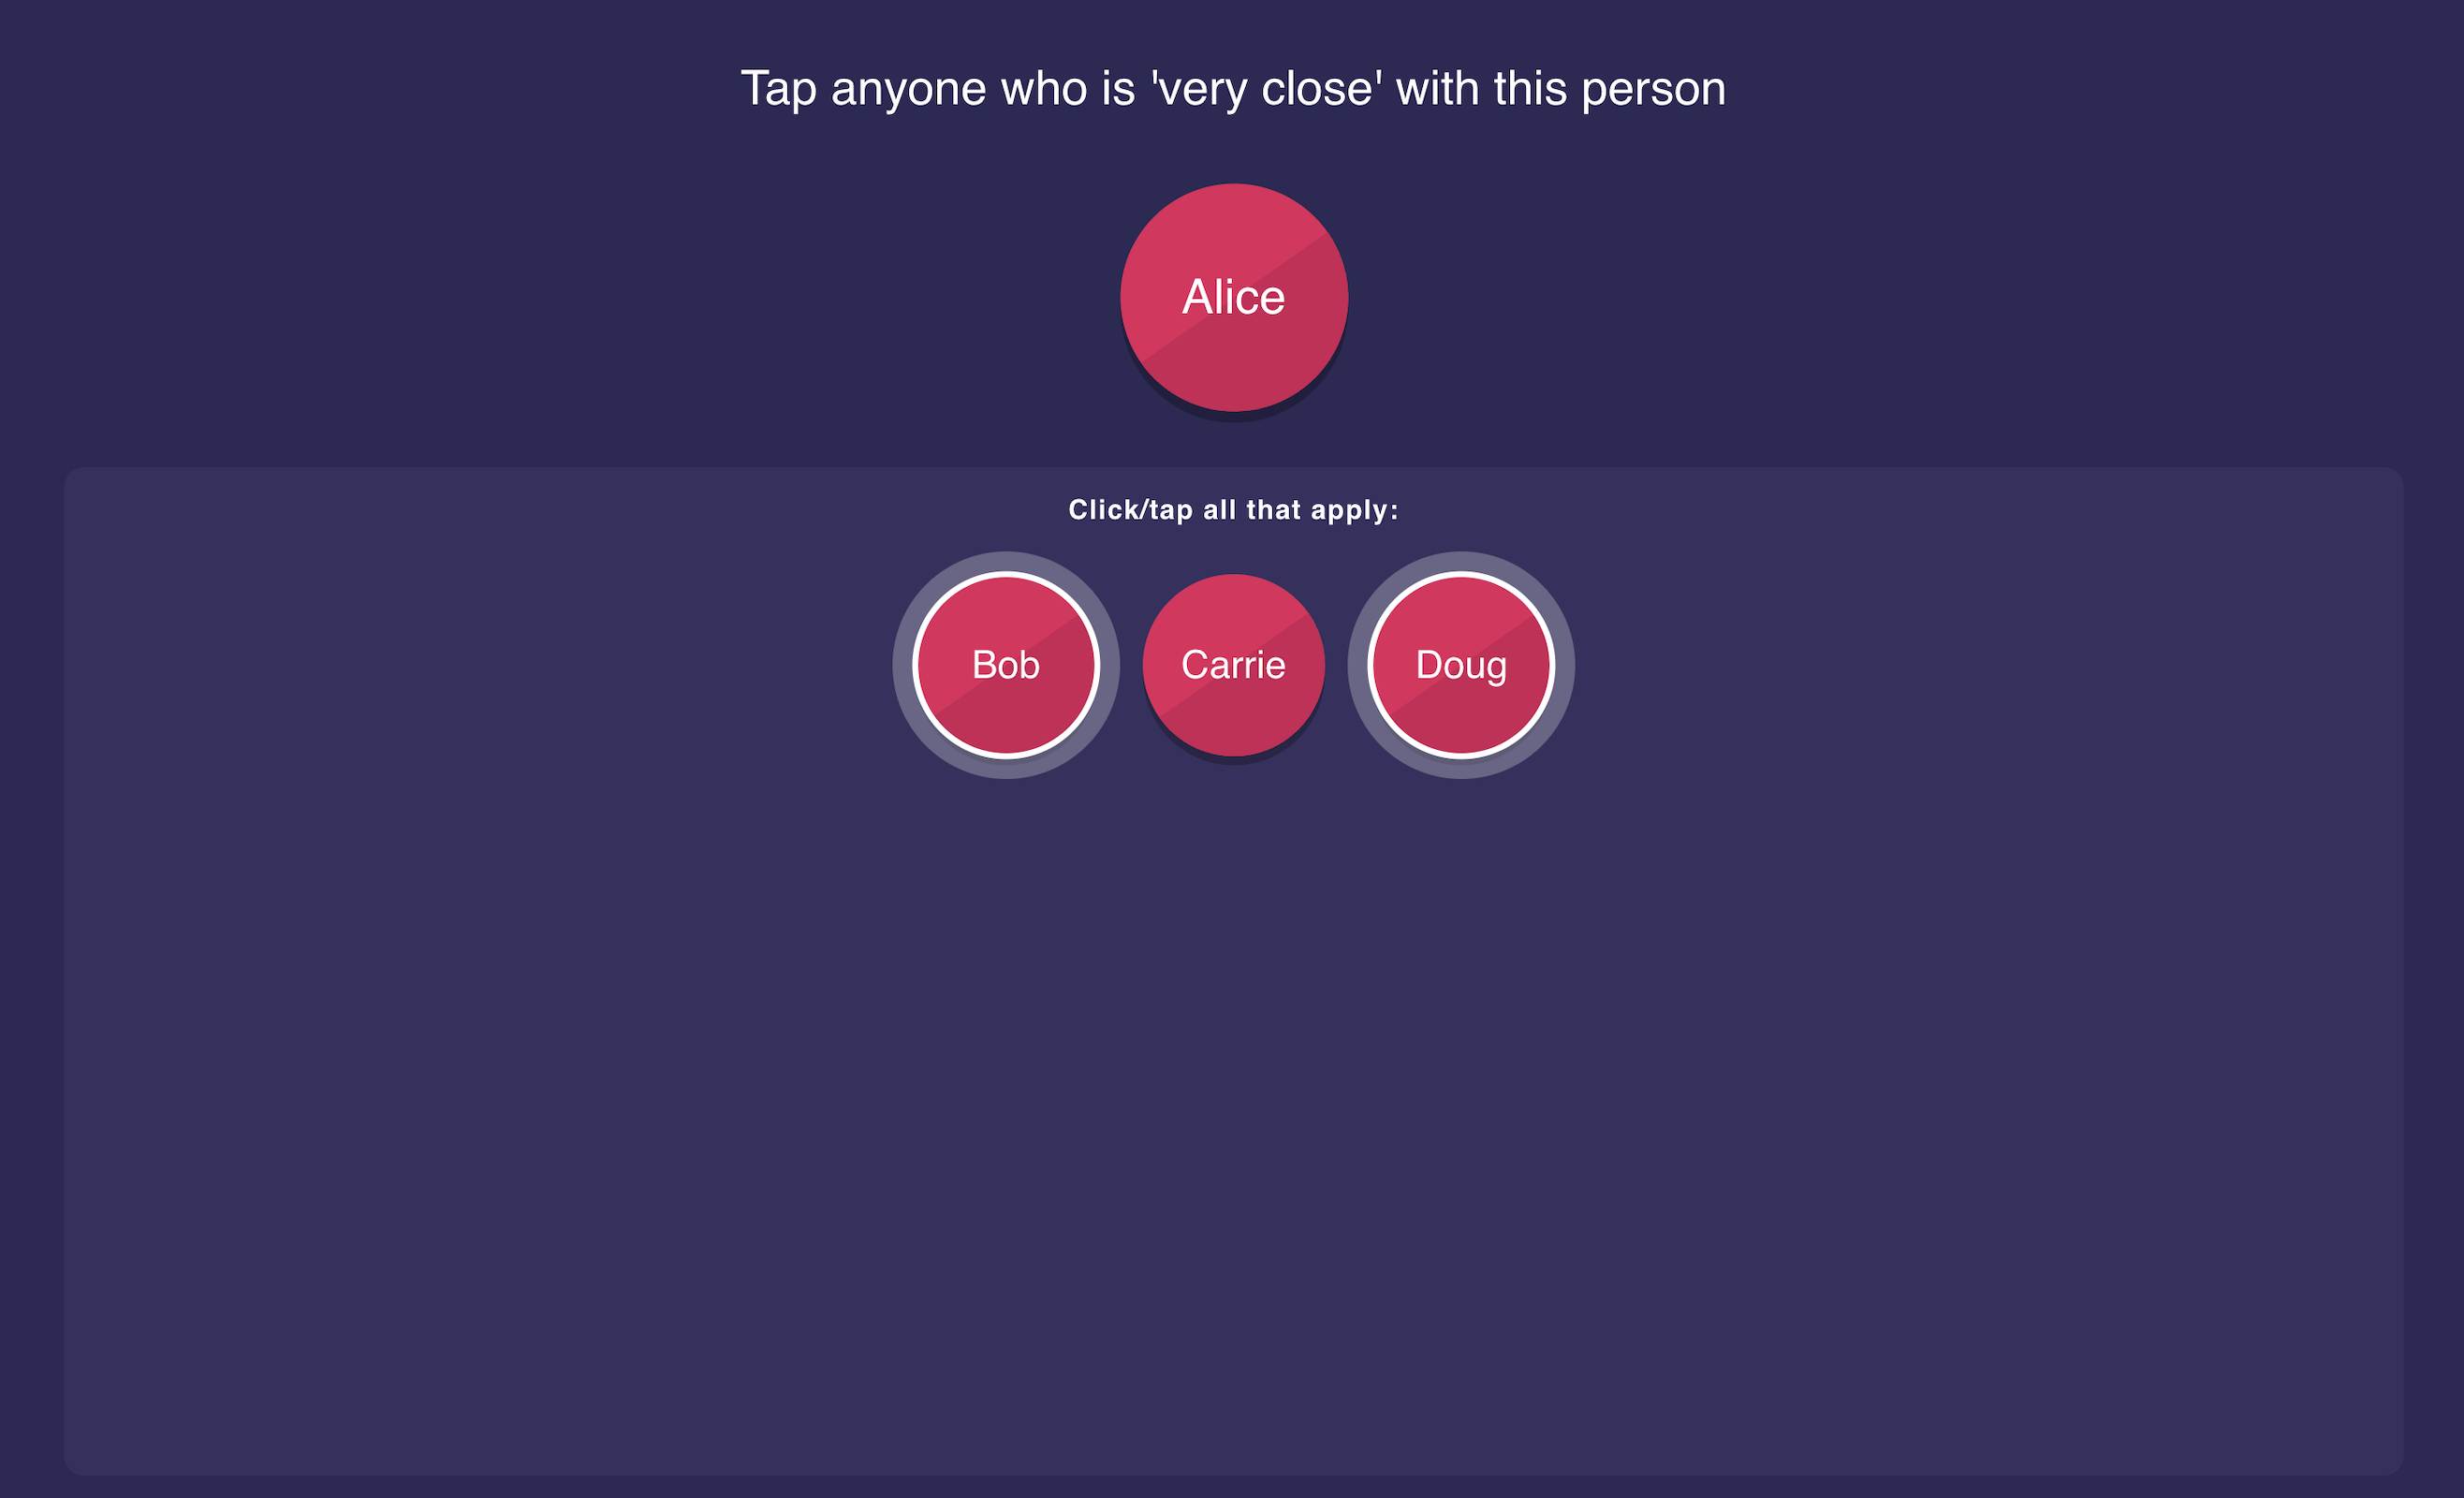 Tap anyone who is 'very close' with this person
Alice
Click/tap all that apply:
Bob
Carrie
Doug